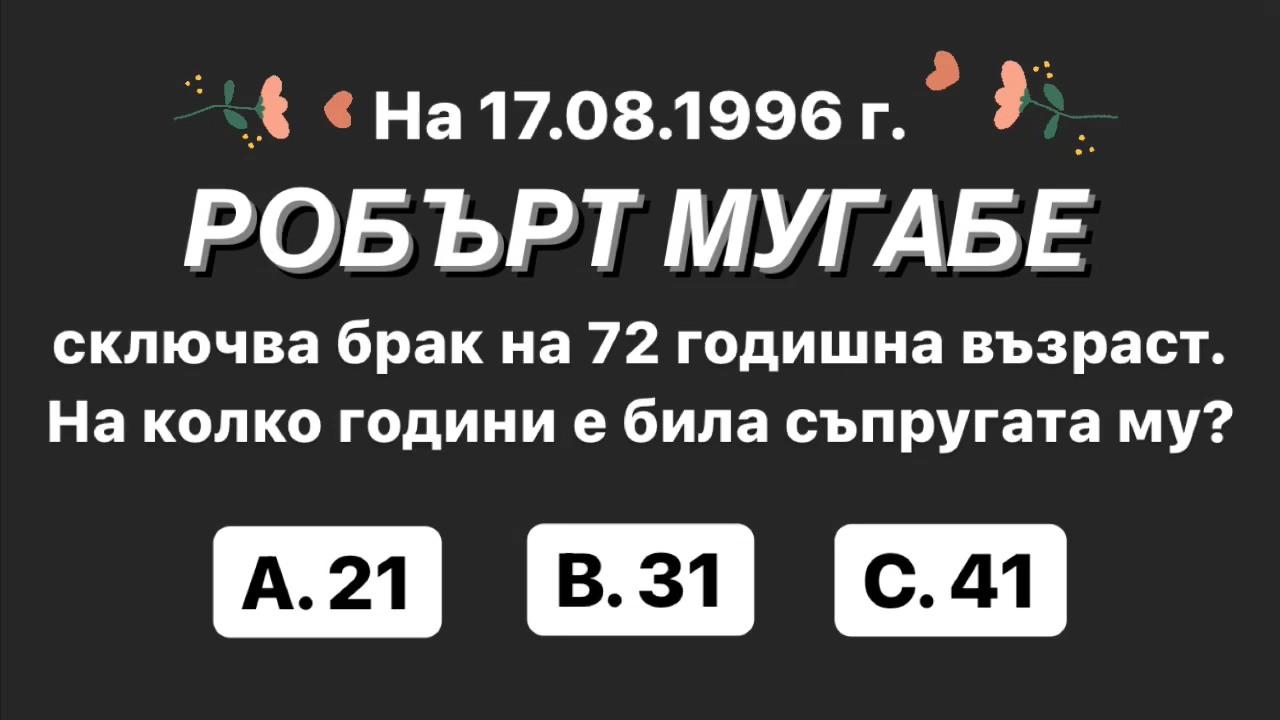 На 17.08.1996 г.
РОБЪРТ МУГАБЕ
сключва брак на 72 годишна възраст.
На колко години е била съпругата му?
A. 21
B. 31
C. 41